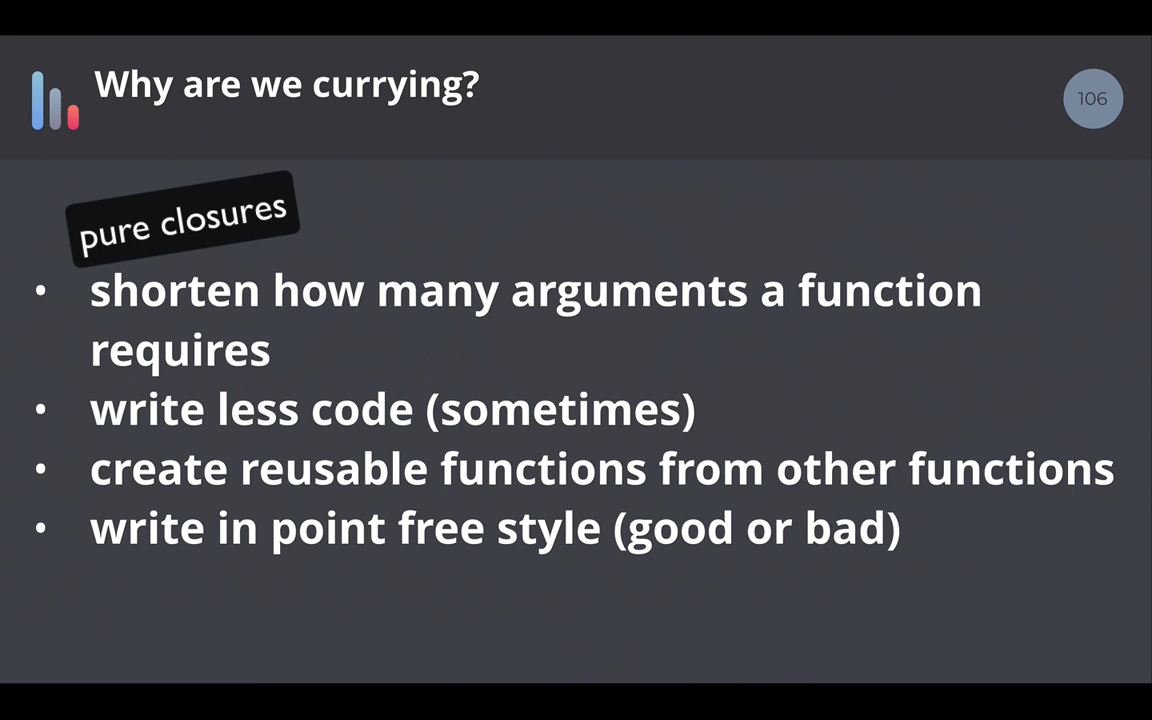 Why are we currying?
106
pure closures
• shorten how many arguments a function
requires
• write less code (sometimes)
• create reusable functions from other functions
• write in point free style (good or bad)